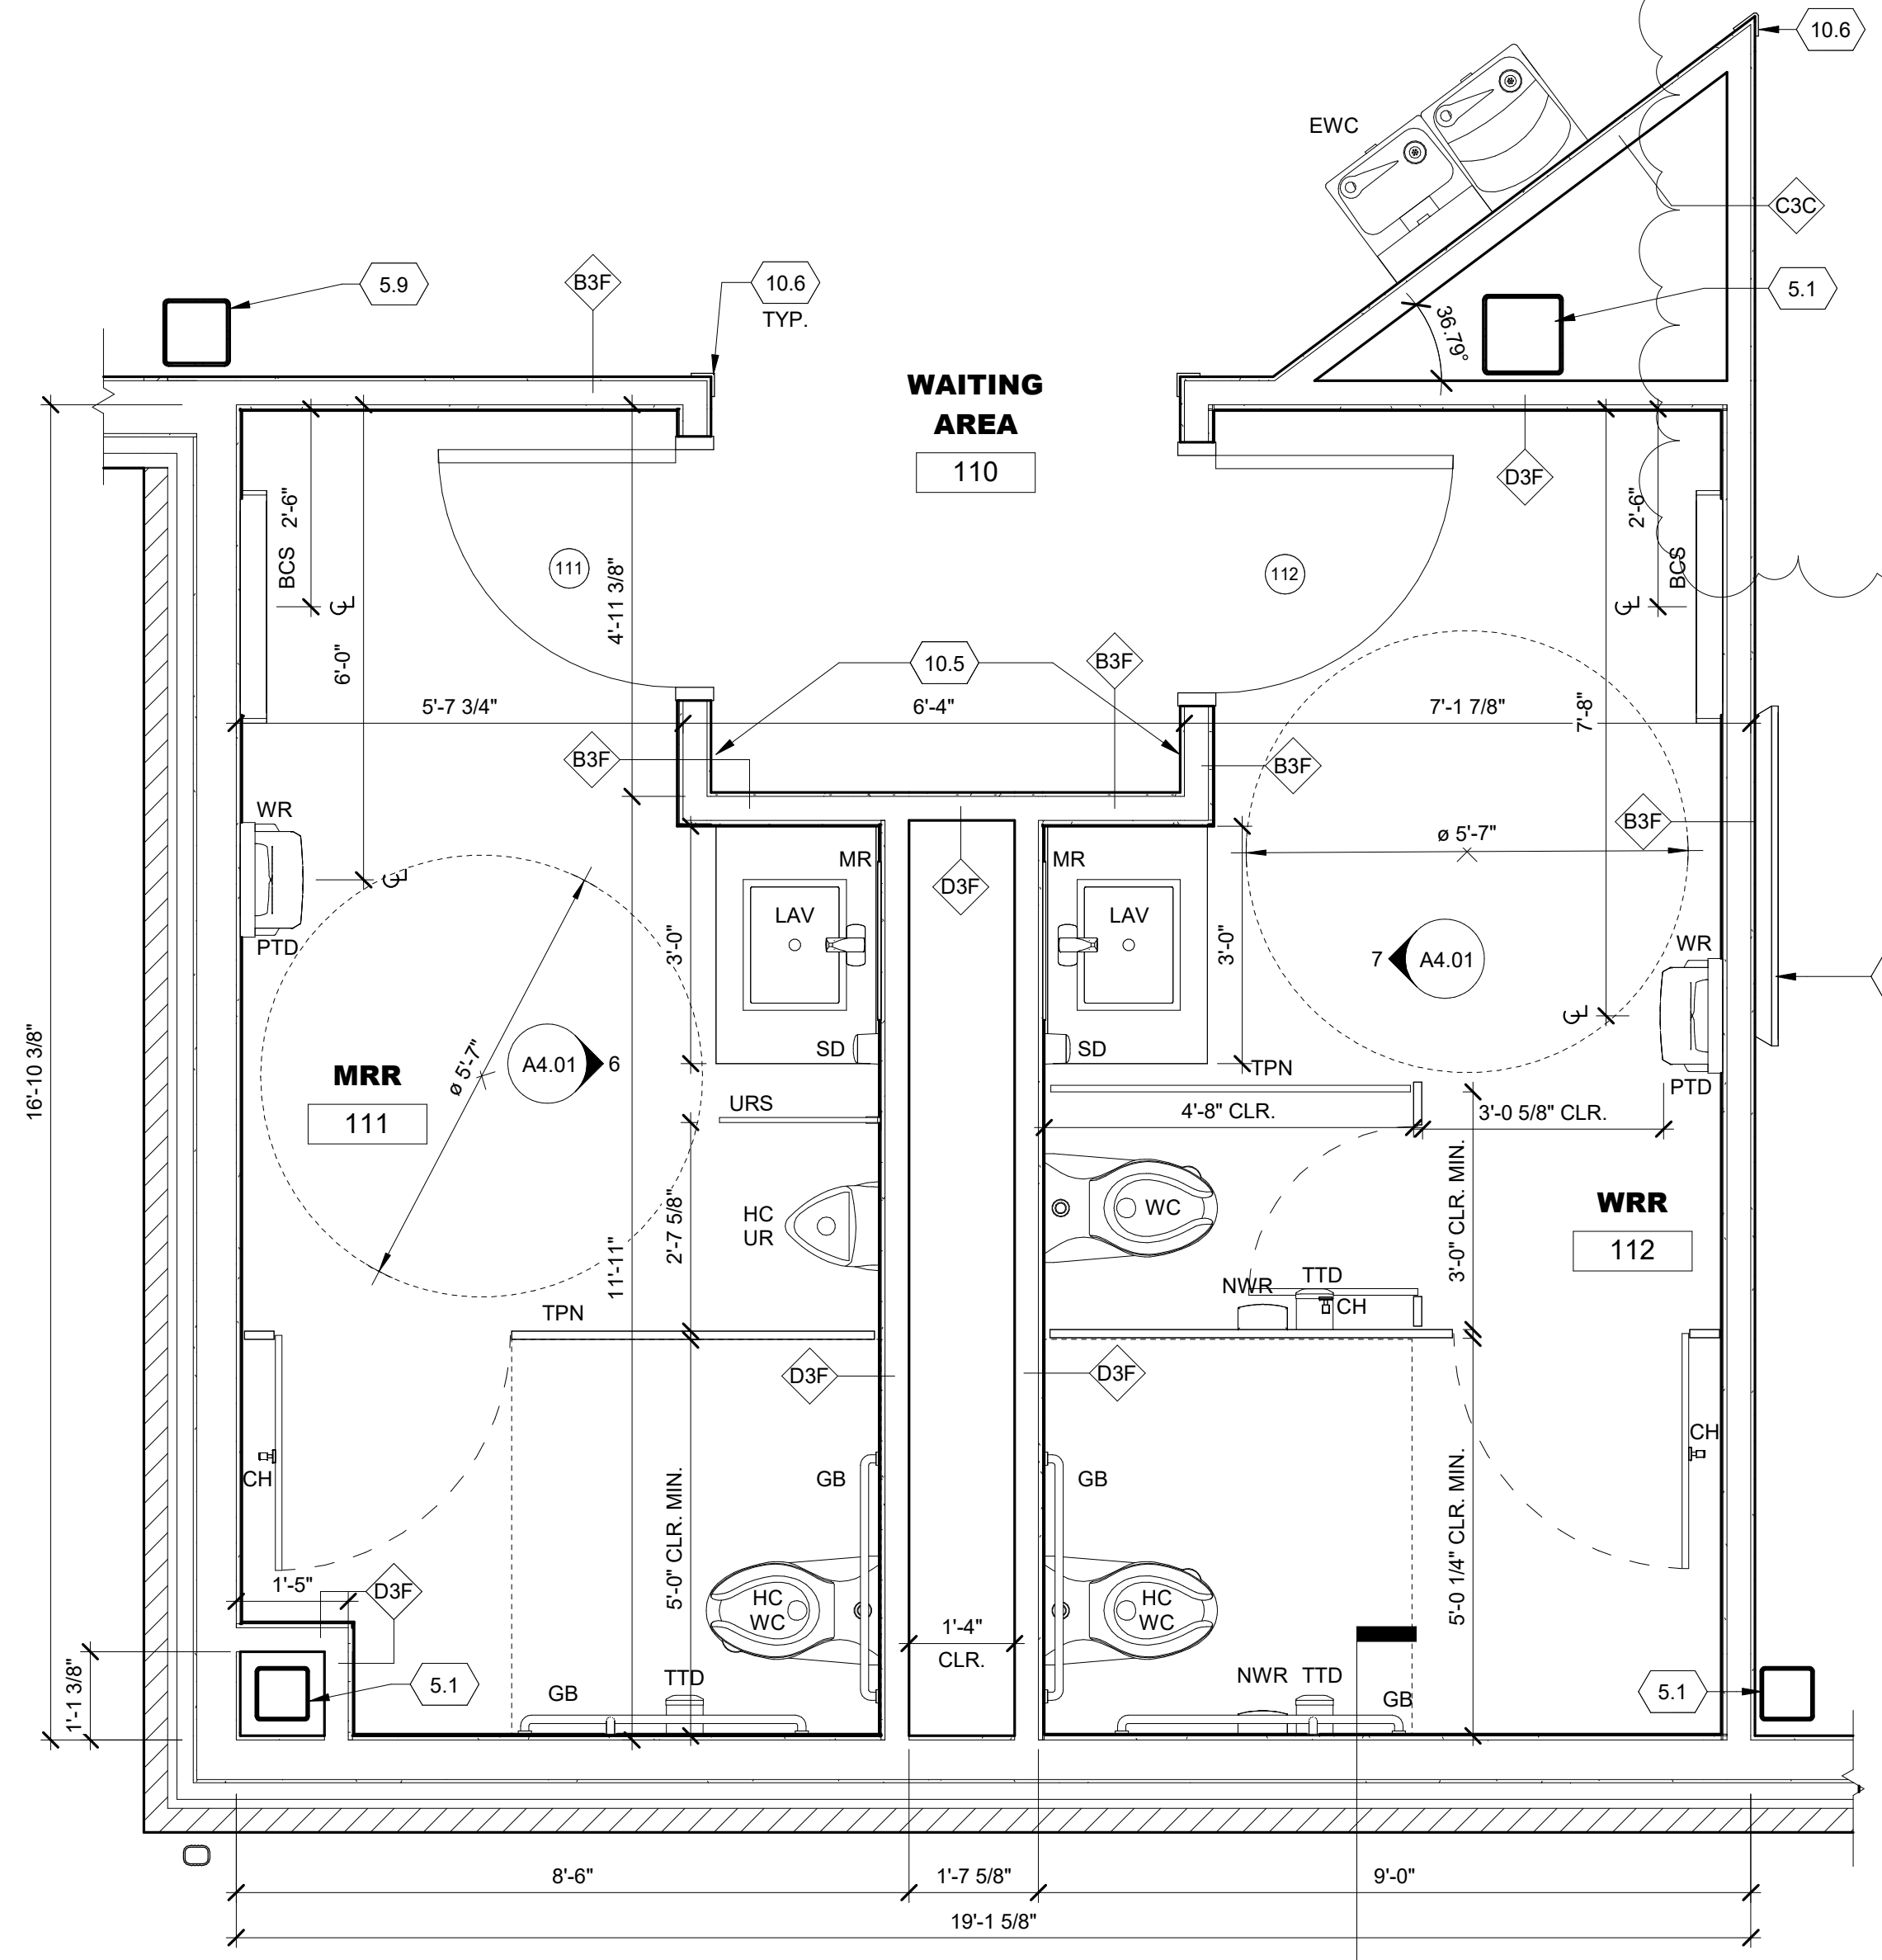 10.6
EWC
C3C
5.9
B3F
10.6
TYP.
5.1
36.79°
WAITING
AREA
110
D3F
2'-6"
BCS
2'-6"
BCS
111
112
4'-11 3/8"
6'-0"
10.5
B3F
5'-7 3/4"
6'-4"
7'-1 7/8"
7'-8"
B3F
B3F
WR
B3F
ø 5'-7"
MR
MR
D3F
LAV
LAV
PTD
3'-0"
3'-0"
WR
7
A4.01
SD
SD
16'-10 3/8"
MRR
111
ø 5'-7"
A4.01
6
TPN
PTD
URS
4'-8" CLR.
3'-0 5/8" CLR.
3'-0" CLR. MIN.
2'-7 5/8"
HC
UR
WC
WRR
112
11'-11"
NWR
TTD
CH
TPN
D3F
D3F
CH
CH
GB
GB
5'-0" CLR. MIN.
5'-0 1/4" CLR. MIN.
1'-5"
D3F
HC
WC
HC
WC
1'-4"
CLR.
1'-1 3/8"
5.1
GB
TTD
NWR
TTD
GB
5.1
8'-6"
1'-7 5/8"
9'-0"
19'-1 5/8"